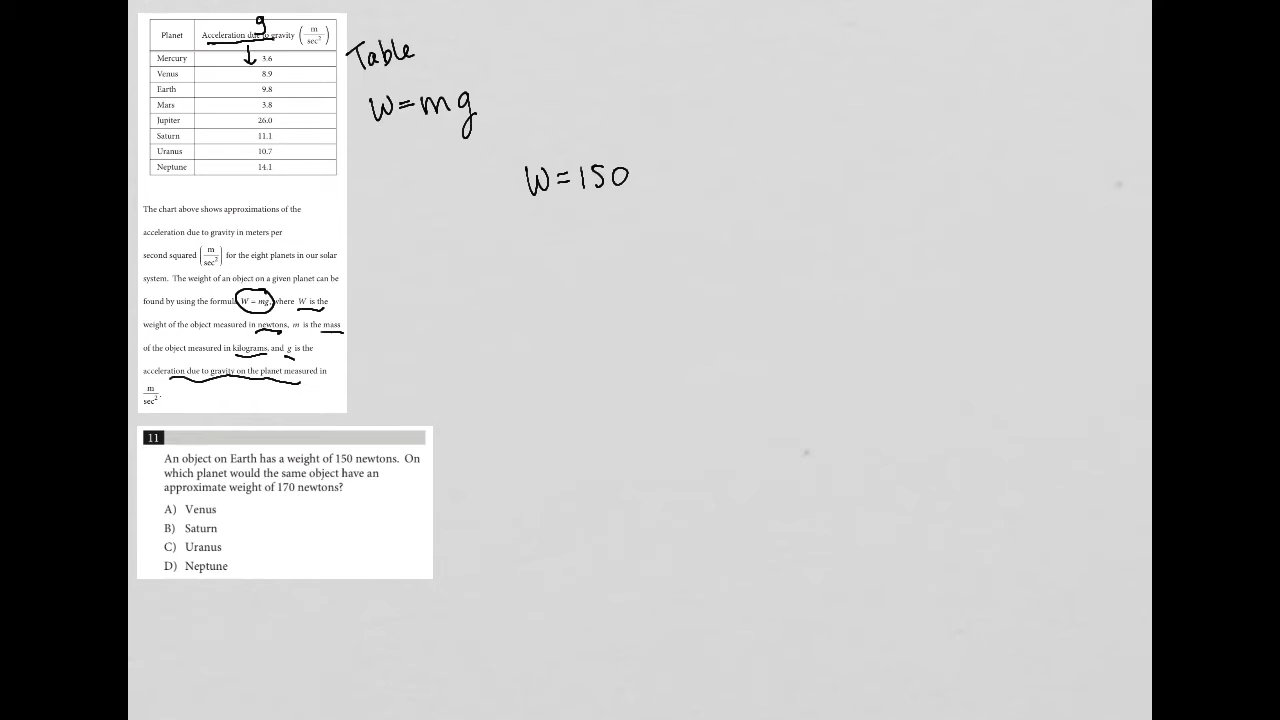 g
Planet Acceleration due to gravity (m/sec²)
Mercury 3.6
Venus 8.9
Earth 9.8
Mars 3.8
Jupiter 26.0
Saturn 11.1
Uranus 10.7
Neptune 14.1
Table
W=mg
W=150
The chart above shows approximations of the
acceleration due to gravity in meters per
second squared (m/sec²) for the eight planets in our solar
system. The weight of an object on a given planet can be
found by using the formula W = mg, where W is the
weight of the object measured in newtons, m is the mass
of the object measured in kilograms, and g is the
acceleration due to gravity on the planet measured in
m/sec².
11
An object on Earth has a weight of 150 newtons. On
which planet would the same object have an
approximate weight of 170 newtons?
A) Venus
B) Saturn
C) Uranus
D) Neptune